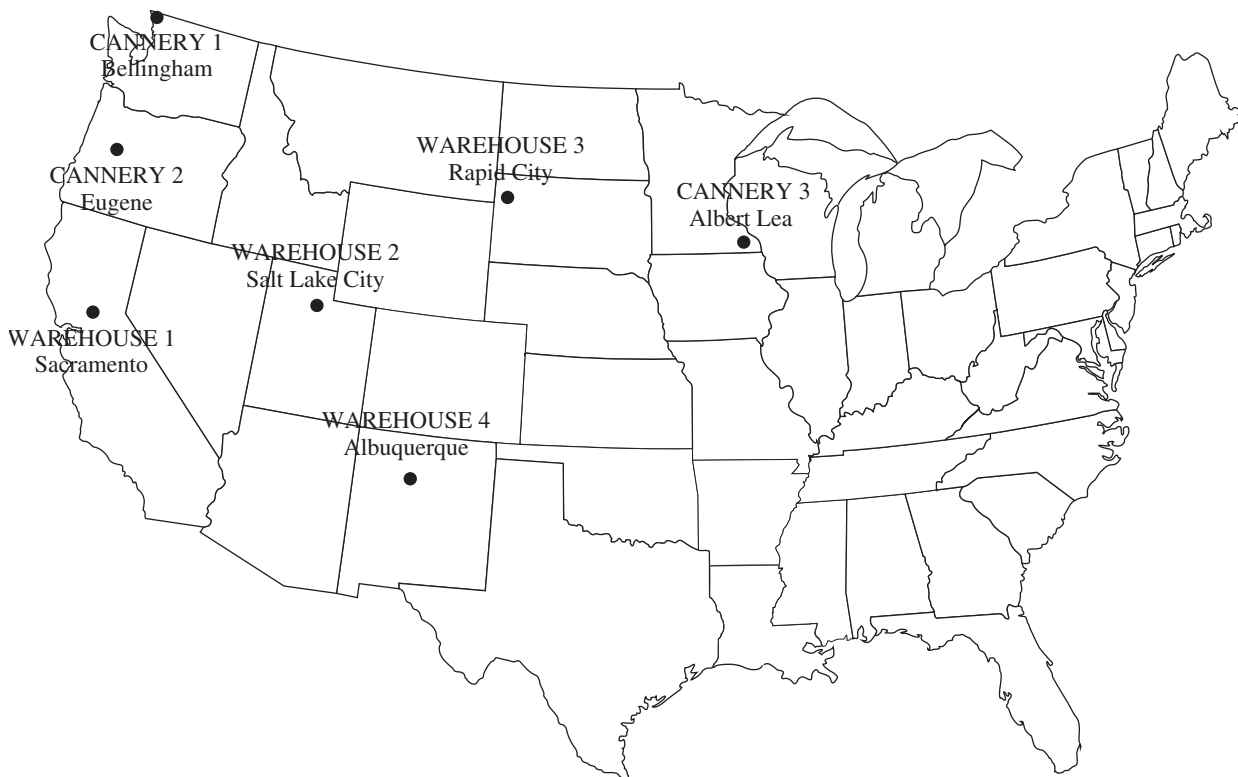 CANNERY 1
Bellingham
WAREHOUSE 3
Rapid City
CANNERY 2
Eugene
CANNERY 3
Albert Lea
WAREHOUSE 2
Salt Lake City
WAREHOUSE 1
Sacramento
WAREHOUSE 4
Albuquerque